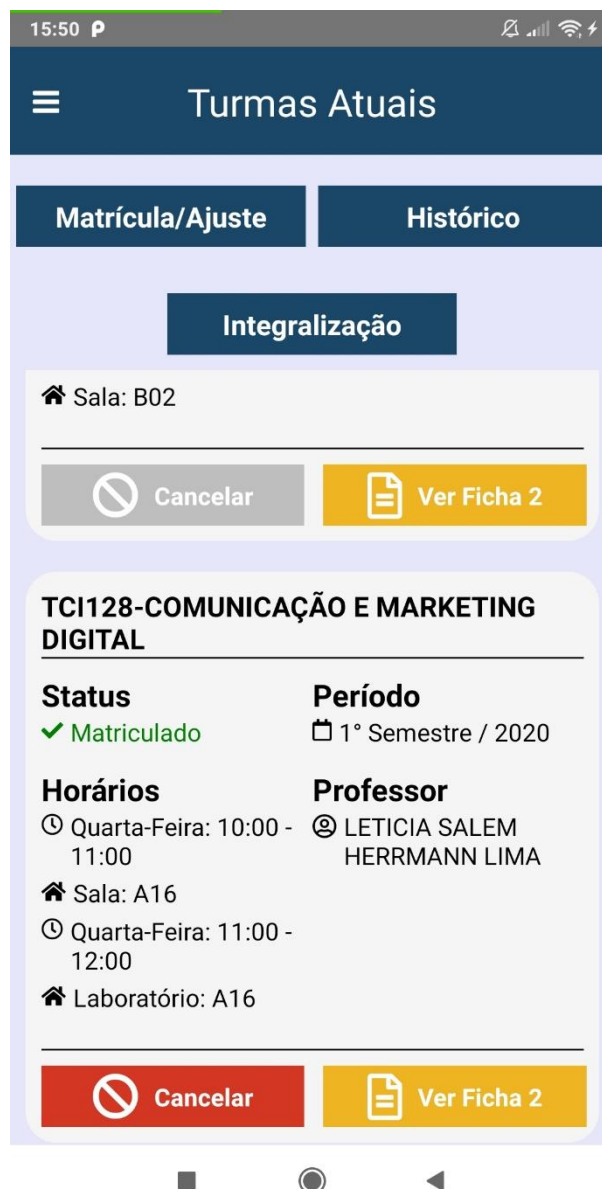 15:50
Turmas Atuais
Matrícula/Ajuste
Histórico
Integralização
Sala: B02
Cancelar
Ver Ficha 2
TCI128-COMUNICAÇÃO E MARKETING
DIGITAL
Status
Matriculado
Período
1° Semestre / 2020
Horários
Quarta-Feira: 10:00 -
11:00
Sala: A16
Quarta-Feira: 11:00 -
12:00
Laboratório: A16
Professor
LETICIA SALEM
HERRMANN LIMA
Cancelar
Ver Ficha 2